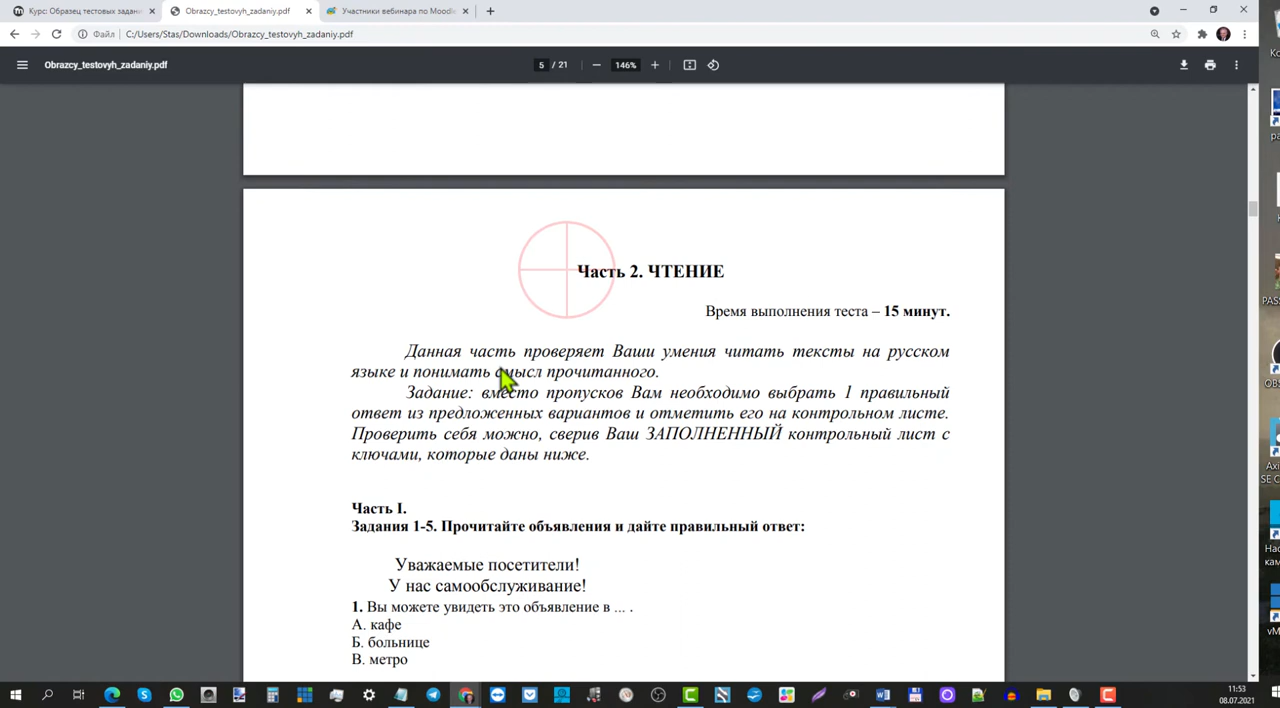 Курс: Образец тестовых задани
Obrazcy_testovyh_zadaniy.pdf
Участники вебинара по Moodl
Файл
C:/Users/Stas/Downloads/Obrazcy_testovyh_zadaniy.pdf
Obrazcy_testovyh_zadaniy.pdf
5 / 21
146%
Часть 2. ЧТЕНИЕ
Время выполнения теста – 15 минут.
Данная часть проверяет Ваши умения читать тексты на русском
языке и понимать смысл прочитанного.
Задание: вместо пропусков Вам необходимо выбрать 1 правильный
ответ из предложенных вариантов и отметить его на контрольном листе.
Проверить себя можно, сверив Ваш ЗАПОЛНЕННЫЙ контрольный лист с
ключами, которые даны ниже.
Часть I.
Задания 1-5. Прочитайте объявления и дайте правильный ответ:
Уважаемые посетители!
У нас самообслуживание!
1. Вы можете увидеть это объявление в ... .
А. кафе
Б. больнице
В. метро
11:53
08.07.2021